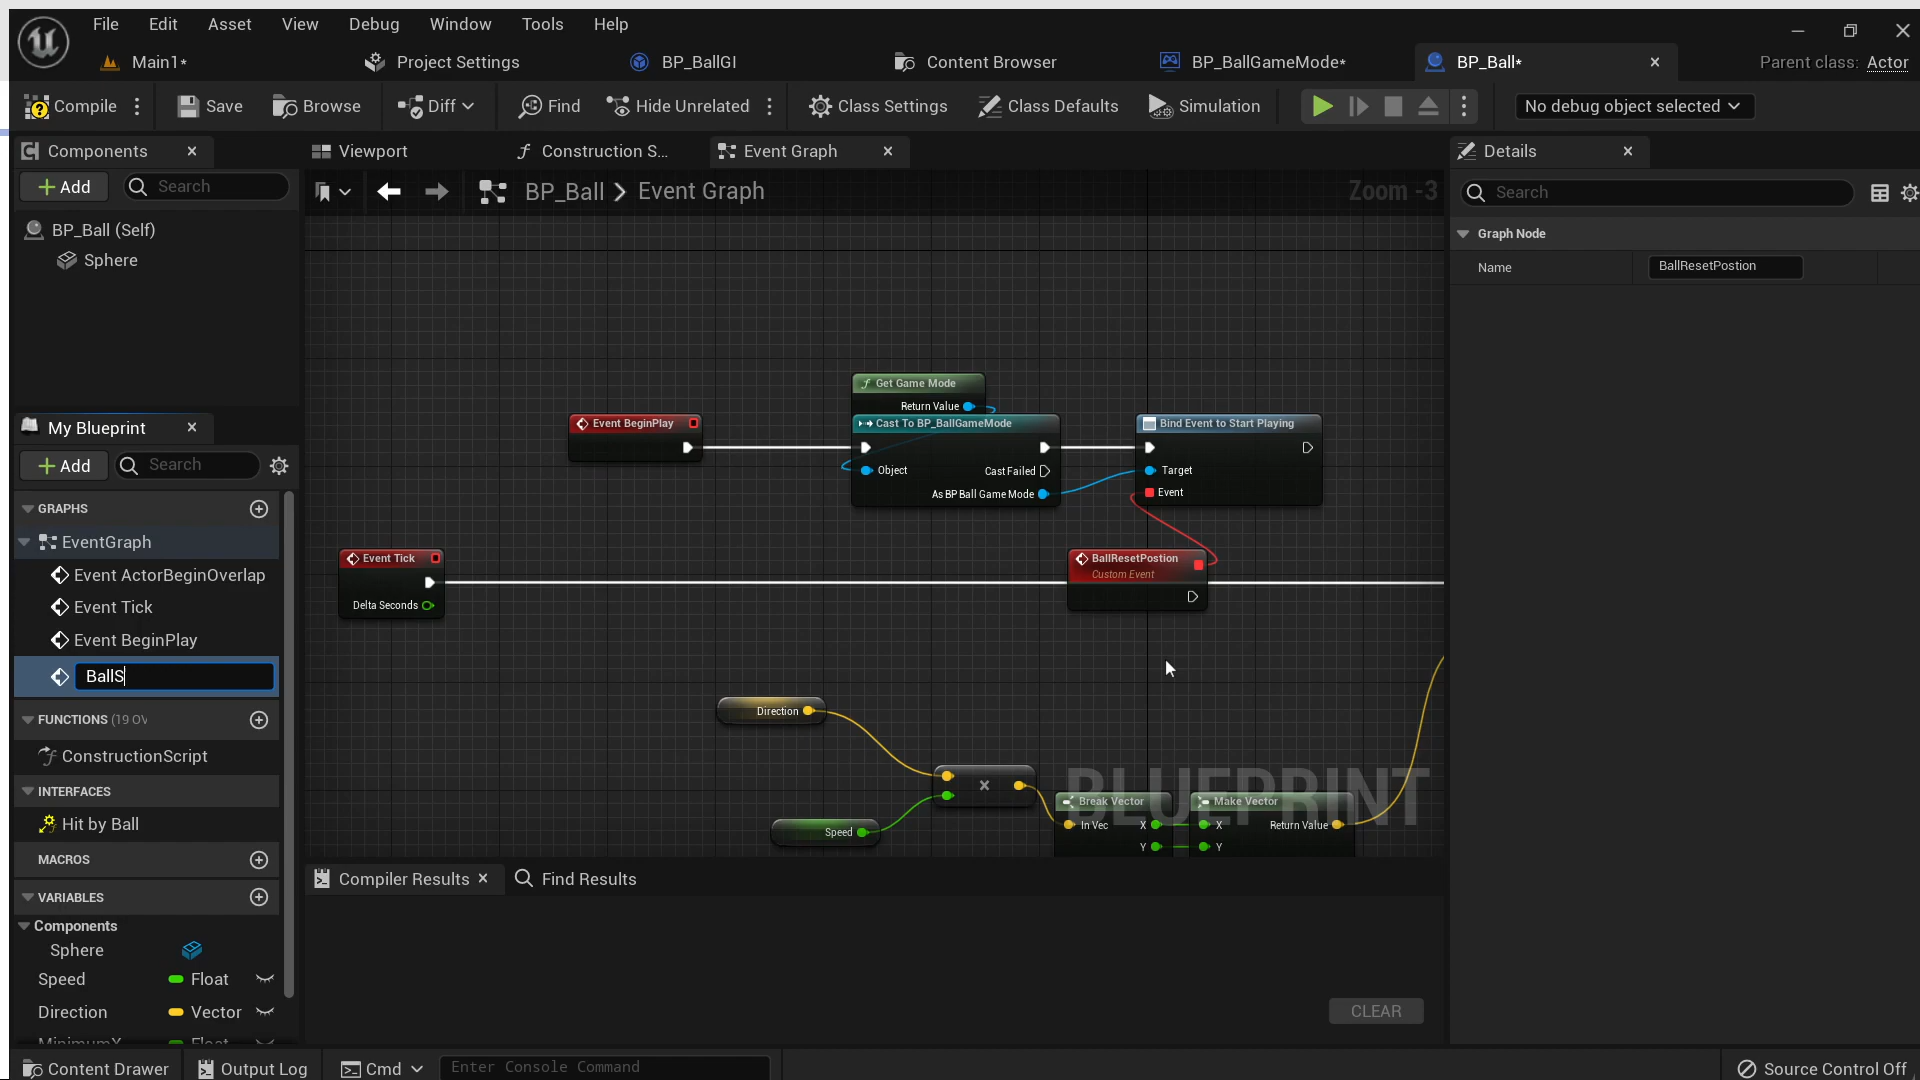 File Edit Asset View Window Debug Tools Help
Main1* Project Settings BP_BallGI Content Browser BP_BallGameMode* BP_Ball* Parent class: Actor
Compile Save Browse Diff Find Hide Unrelated Class Settings Class Defaults Simulation No debug object selected
Components Viewport Construction S... Event Graph Details
Add Search BP_Ball > Event Graph Zoom -3 Search
BP_Ball (Self)
Sphere
Graph Node
Name BallResetPostion
Get Game Mode
Return Value
Event BeginPlay Cast To BP_BallGameMode Bind Event to Start Playing
Object Cast Failed Target
As BP Ball Game Mode Event
My Blueprint
Add Search
GRAPHS
EventGraph
Event Tick BallResetPostion
Custom Event
Delta Seconds
Event ActorBeginOverlap
Event Tick
Event BeginPlay
BallS
FUNCTIONS (19 OV
ConstructionScript
INTERFACES
Hit by Ball
MACROS
VARIABLES
Components
Sphere
Speed Float
Direction Vector
MinimumX Float
Direction
×
Speed
BLUEPRINT
Break Vector Make Vector
In Vec X X Return Value
Y Y
Compiler Results Find Results
CLEAR
Content Drawer Output Log Cmd Enter Console Command Source Control Off